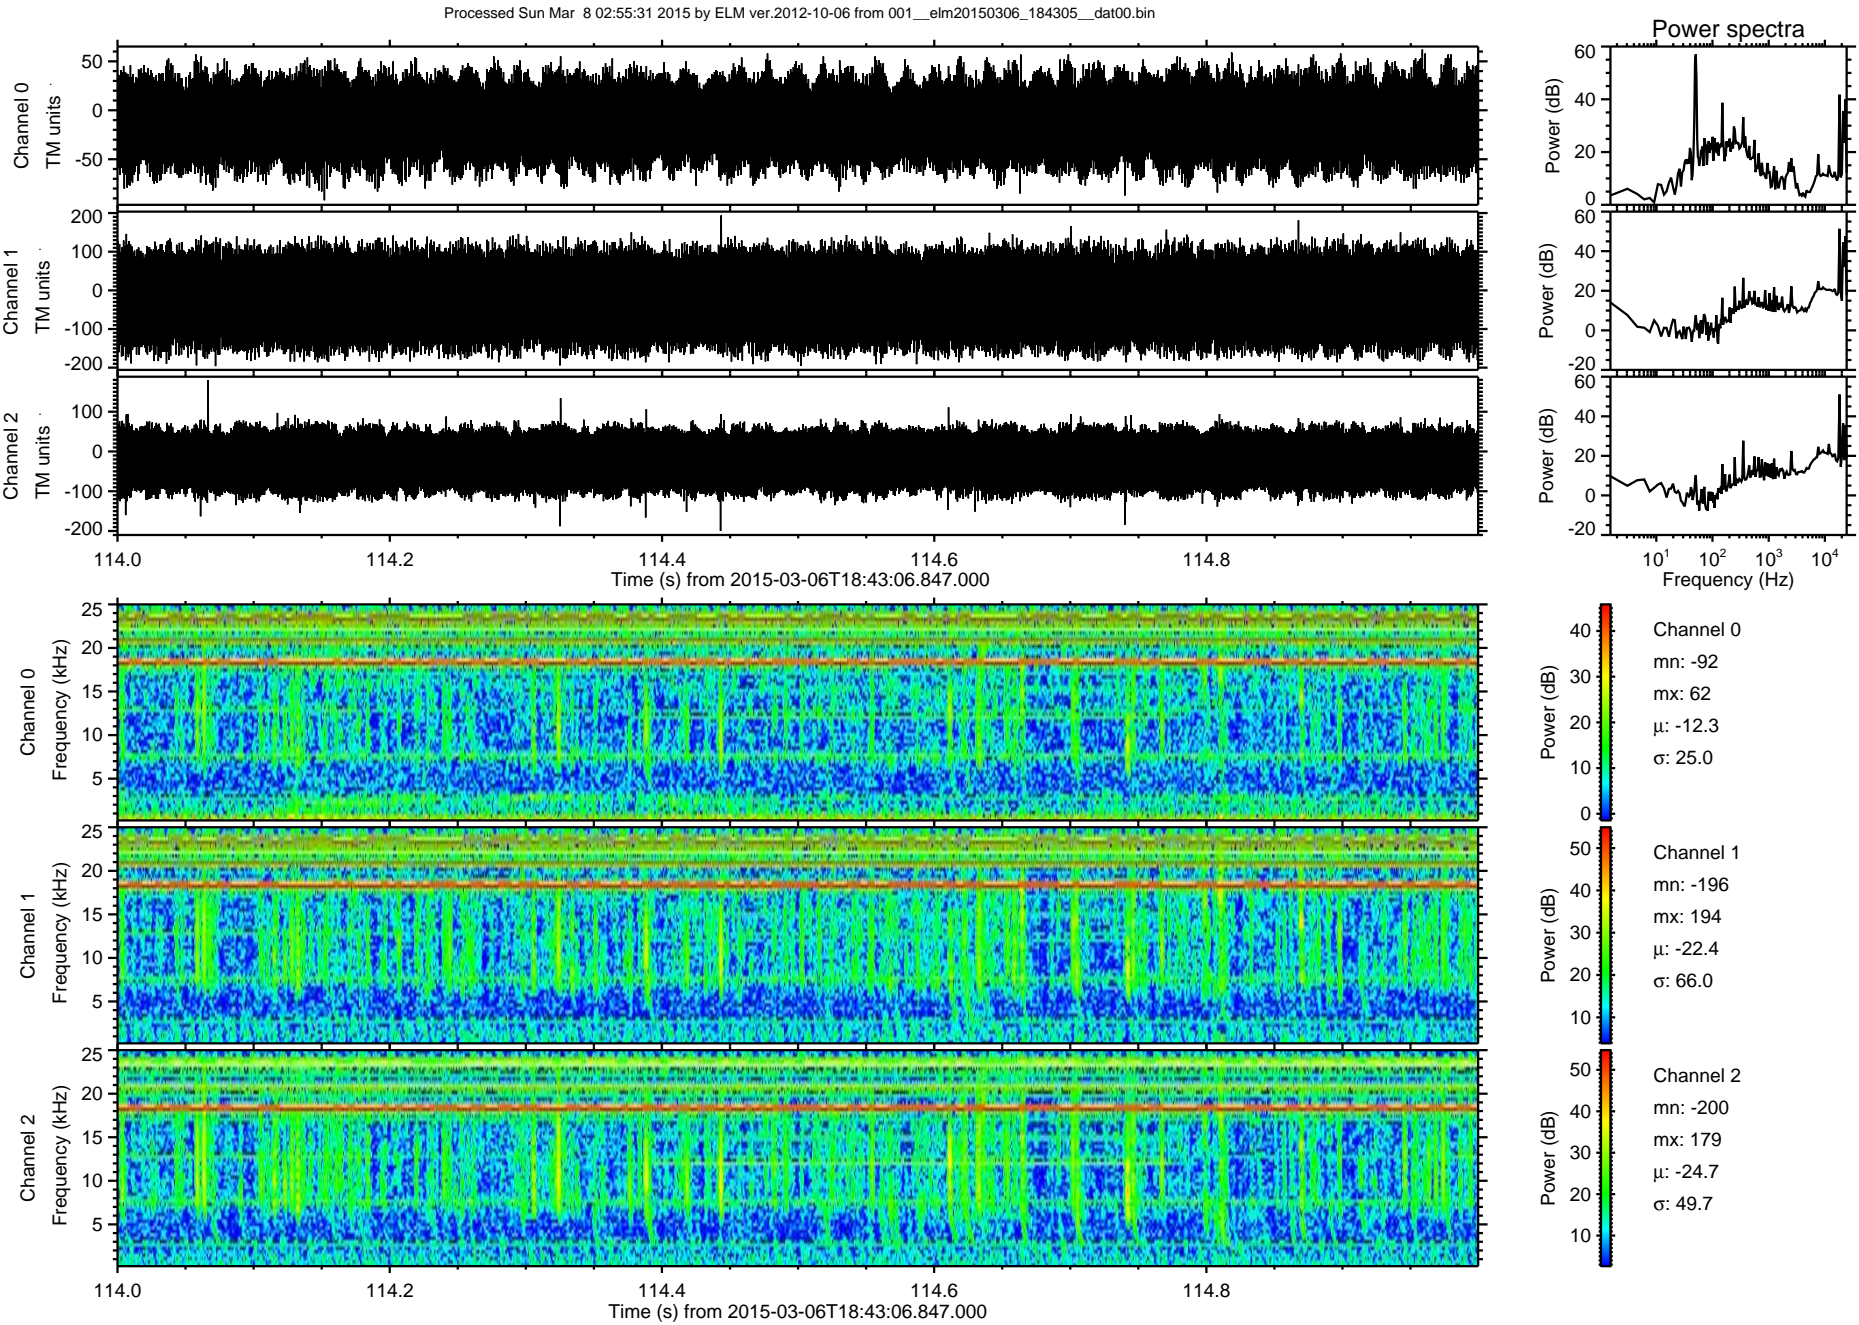 Processed Sun Mar  8 02:55:31 2015 by ELM ver.2012-10-06 from 001__elm20150306_184305__dat00.bin
Power spectra
Channel 0
TM units
50
0
-50
Power (dB)
60
40
20
0
Channel 1
TM units
200
100
0
-100
-200
Power (dB)
60
40
20
0
-20
Channel 2
TM units
100
0
-100
-200
Power (dB)
60
40
20
0
-20
114.0 114.2 114.4 114.6 114.8
Time (s) from 2015-03-06T18:43:06.847.000
10^1 10^2 10^3 10^4
Frequency (Hz)
Channel 0
Frequency (kHz)
25
20
15
10
5
Power (dB)
40
30
20
10
0
Channel 0
mn: -92
mx: 62
μ: -12.3
σ: 25.0
Channel 1
Frequency (kHz)
25
20
15
10
5
Power (dB)
50
40
30
20
10
Channel 1
mn: -196
mx: 194
μ: -22.4
σ: 66.0
Channel 2
Frequency (kHz)
25
20
15
10
5
Power (dB)
50
40
30
20
10
Channel 2
mn: -200
mx: 179
μ: -24.7
σ: 49.7
114.0 114.2 114.4 114.6 114.8
Time (s) from 2015-03-06T18:43:06.847.000